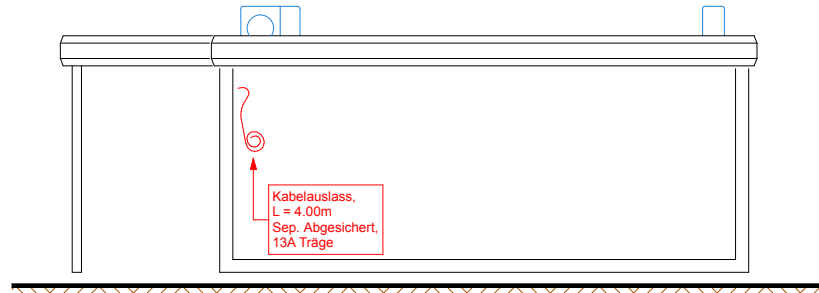 Kabelauslass,
L = 4.00m
Sep. Abgesichert,
13A Träge